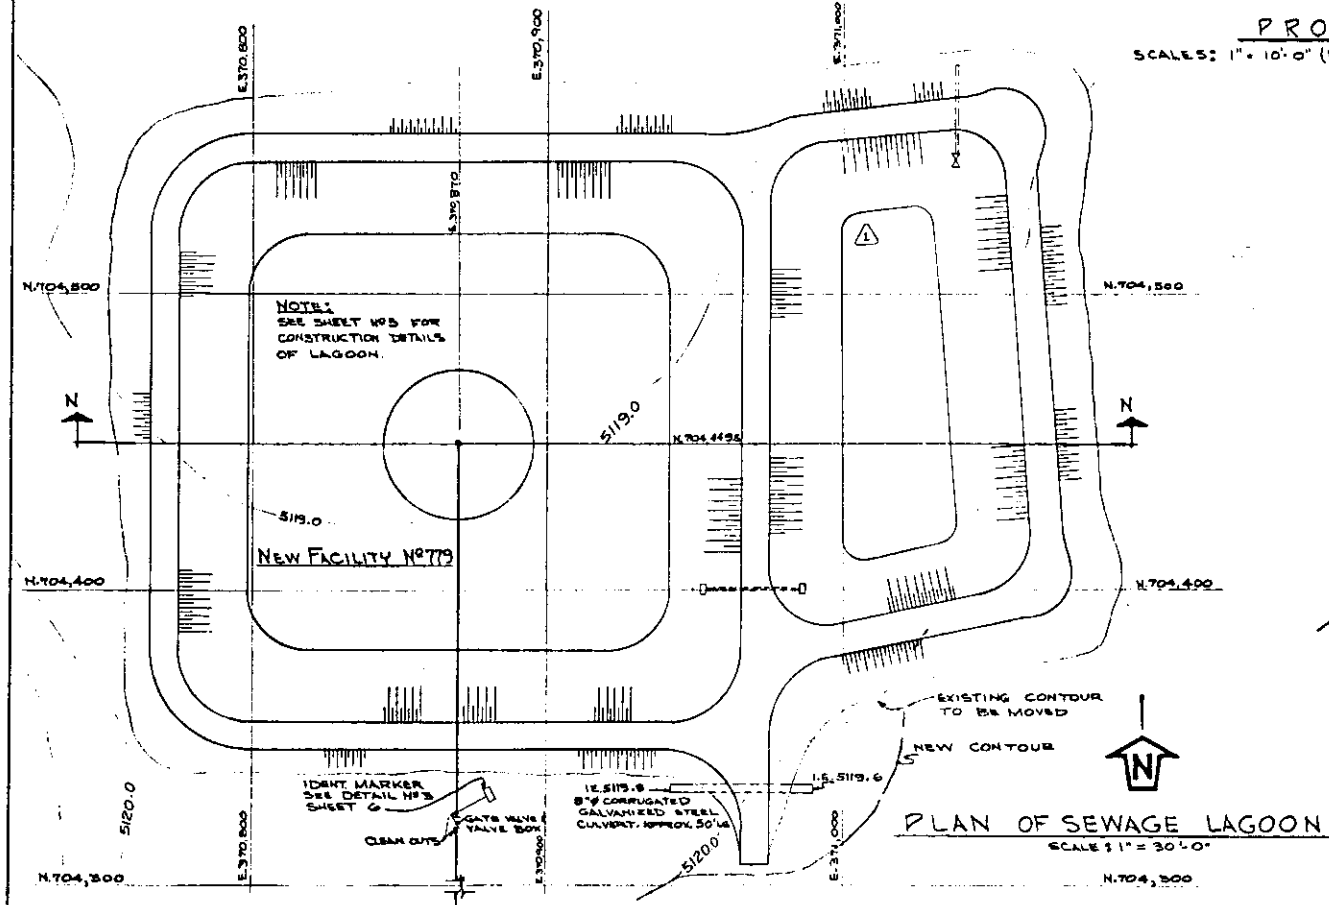 PRO
SCALES: 1" = 10'-0" (
E.370,800
E.370,900
E.371,000
E.370,870
N.704,500
N.704,500
NOTE:
SEE SHEET Nº5 FOR
CONSTRUCTION DETAILS
OF LAGOON.
1
N
N
5119.0
N.704,449
5119.0
NEW FACILITY Nº779
N.704,400
N.704,400
EXISTING CONTOUR
TO BE MOVED
NEW CONTOUR
N
5120.0
IDENT. MARKER
SEE DETAIL Nº3
SHEET 6
GATE VALVE &
VALVE BOX
CLEAN OUTS
I.E. 5119.8
8"ø CORRUGATED
GALVANIZED STEEL
CULVERT. APPROX. 50' LG
I.E. 5119.6
5120.0
PLAN OF SEWAGE LAGOON
SCALE: 1" = 30'-0"
E.370,800
E.370,900
E.371,000
N.704,300
N.704,300